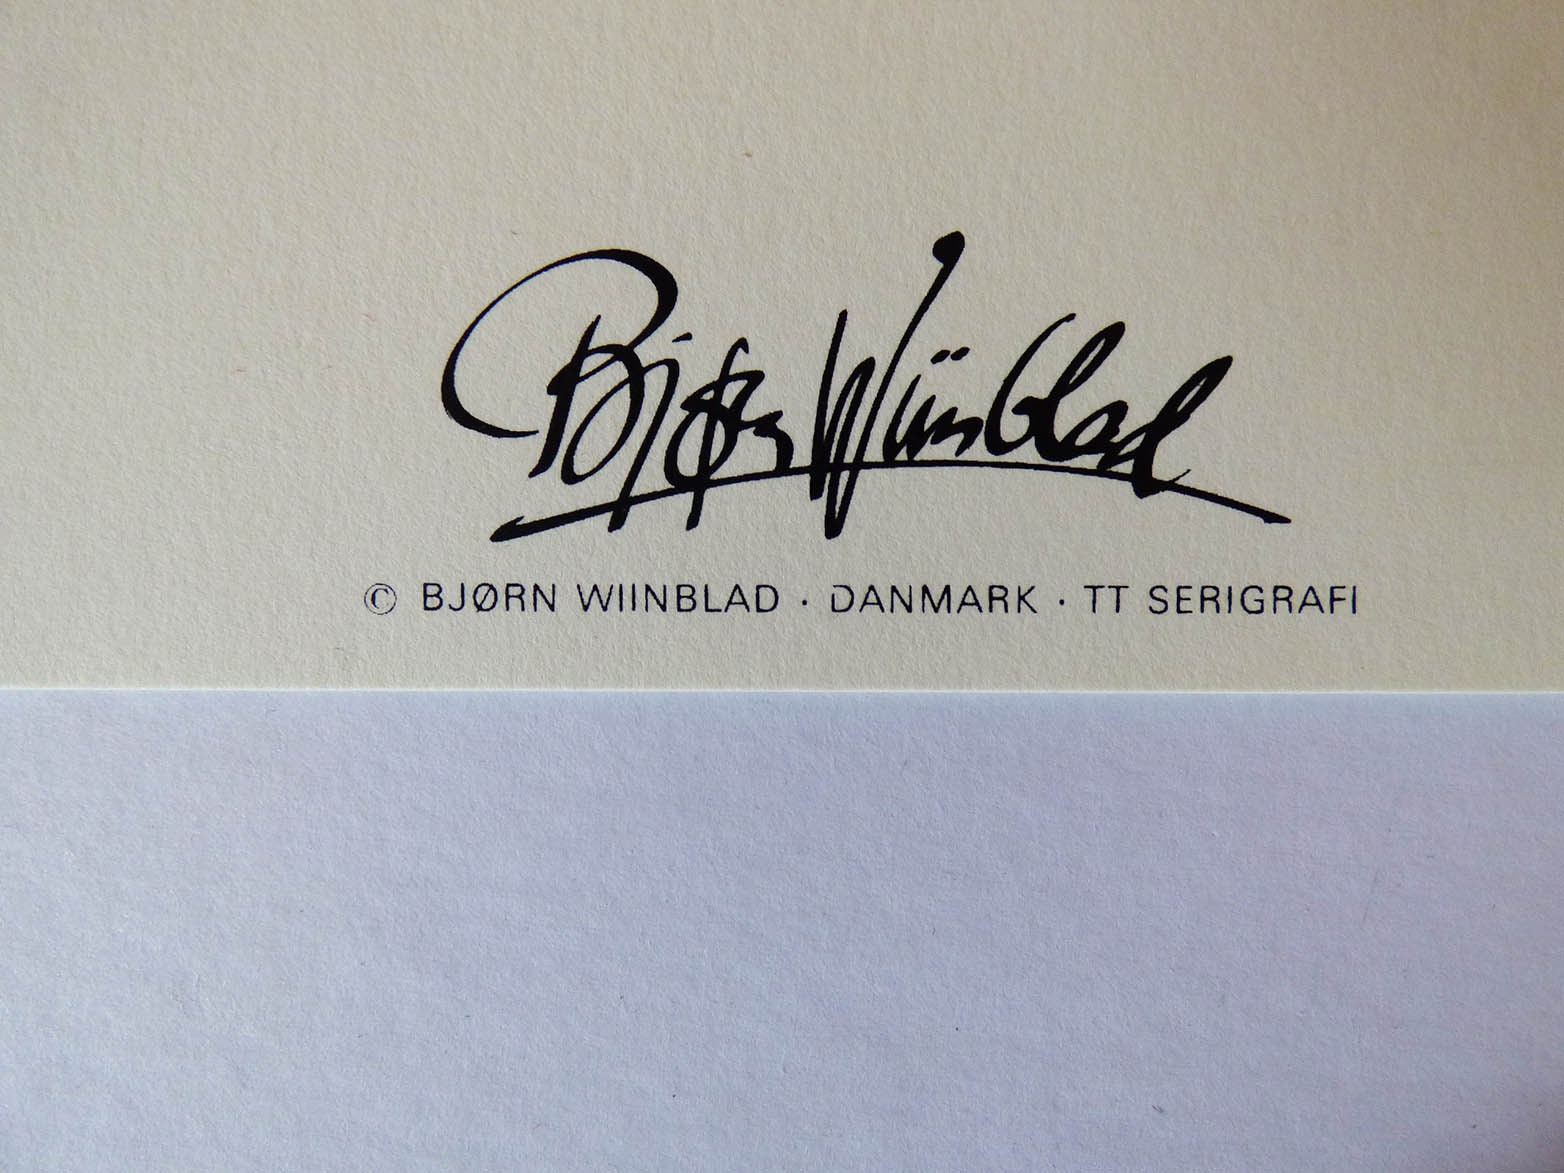 Bjørn Wiinblad
© BJØRN WIINBLAD · DANMARK · TT SERIGRAFI